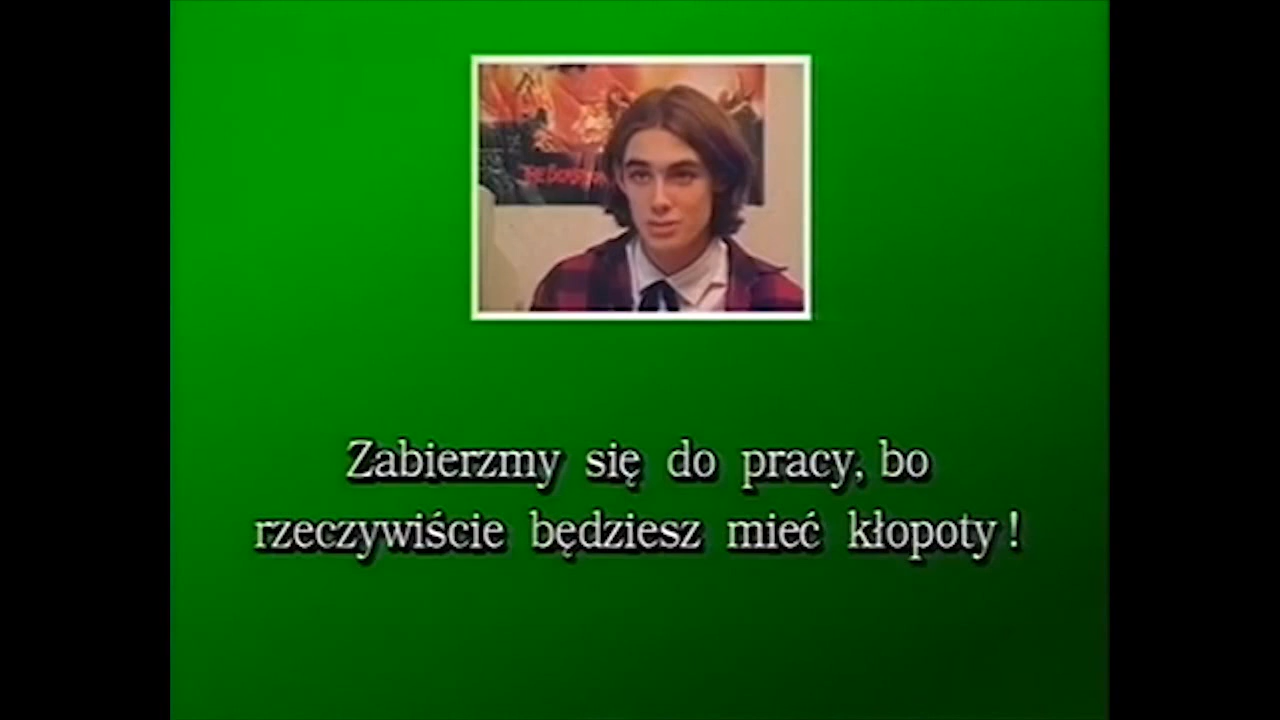 Zabierzmy się do pracy, bo
rzeczywiście będziesz mieć kłopoty !